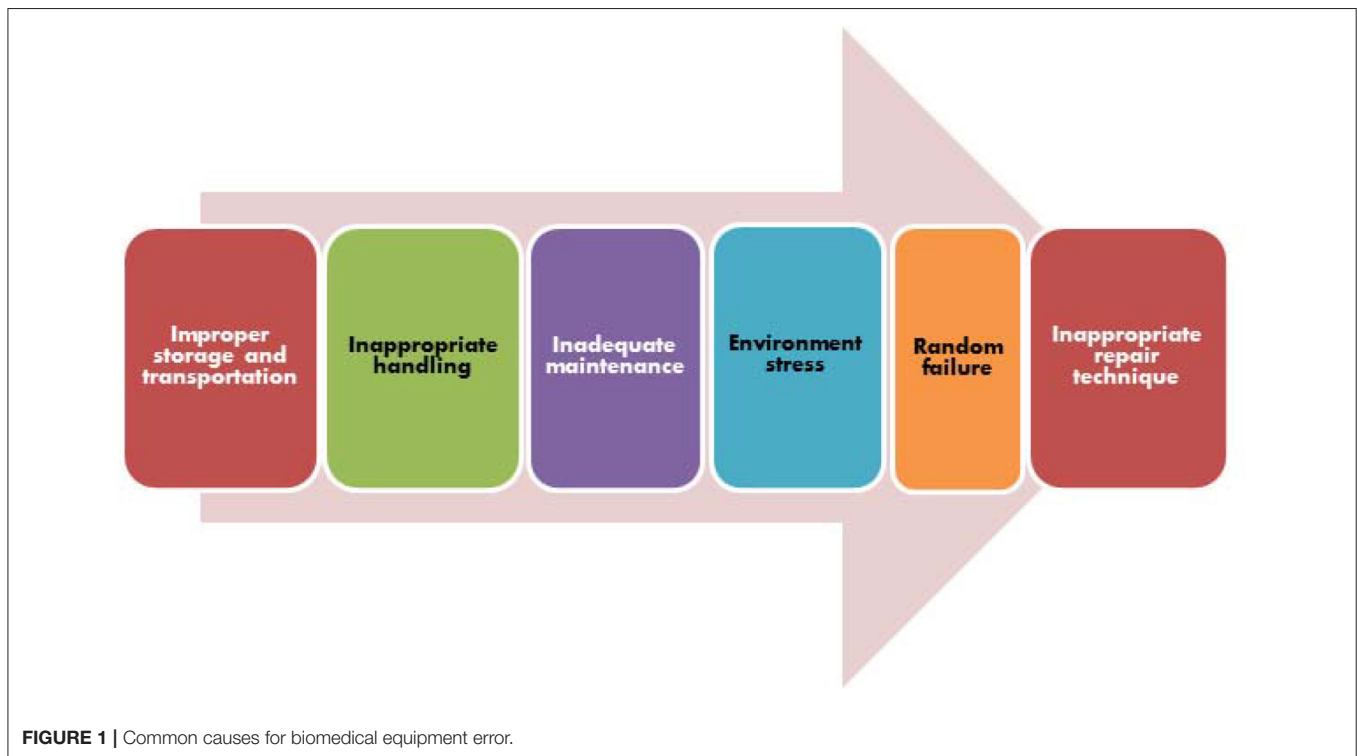 Improper
storage and
transportation
Inappropriate
handling
Inadequate
maintenance
Environment
stress
Random
failure
Inappropriate
repair
technique
FIGURE 1 | Common causes for biomedical equipment error.